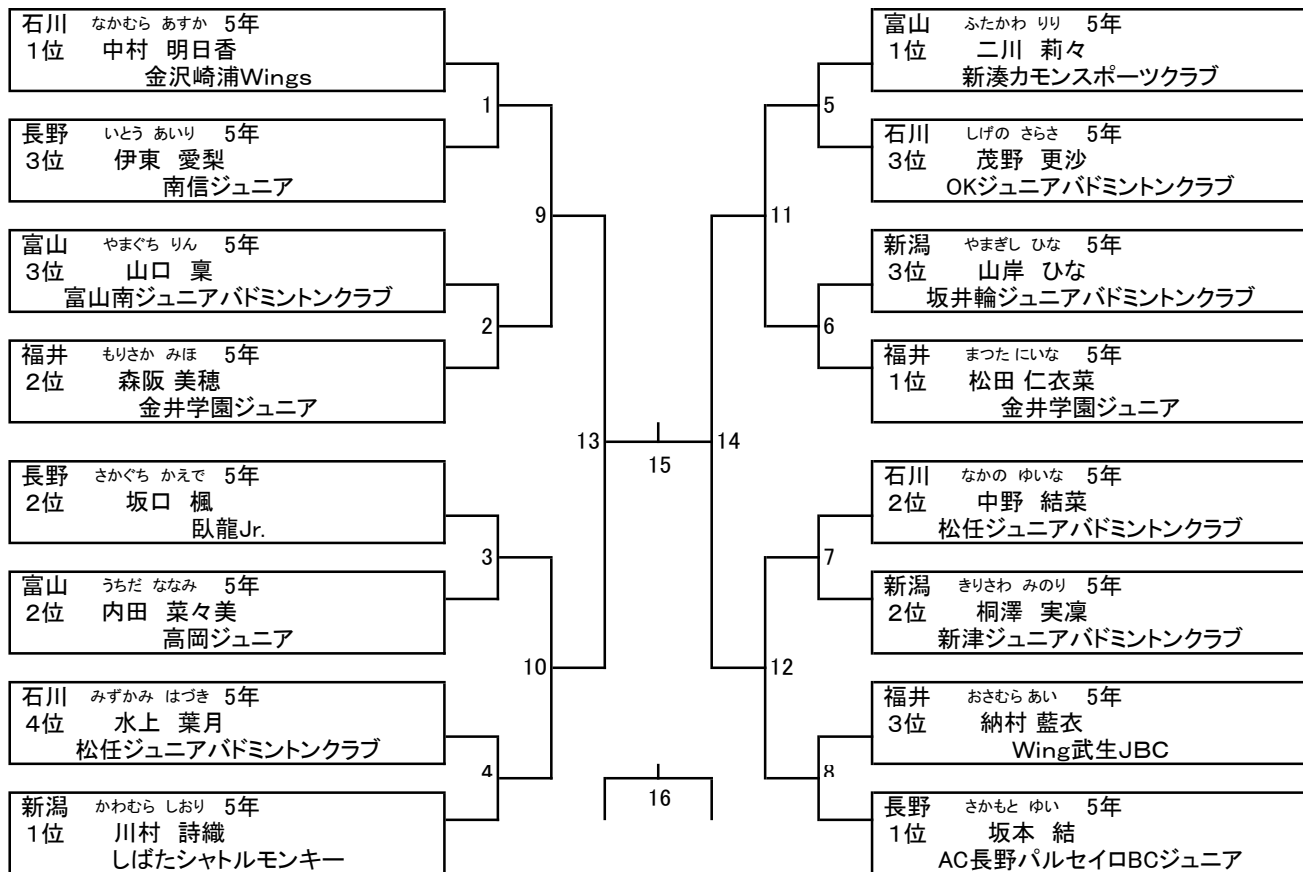 石川 なかむら あすか 5年
1位 中村 明日香
金沢崎浦Wings
長野 いとう あいり 5年
3位 伊東 愛梨
南信ジュニア
富山 やまぐち りん 5年
3位 山口 稟
富山南ジュニアバドミントンクラブ
福井 もりさか みほ 5年
2位 森阪 美穂
金井学園ジュニア
長野 さかぐち かえで 5年
2位 坂口 楓
臥龍Jr.
富山 うちだ ななみ 5年
2位 内田 菜々美
高岡ジュニア
石川 みずかみ はづき 5年
4位 水上 葉月
松任ジュニアバドミントンクラブ
新潟 かわむら しおり 5年
1位 川村 詩織
しばたシャトルモンキー
1
2
3
4
9
10
13
15
16
14
11
12
5
6
7
8
富山 ふたかわ りり 5年
1位 二川 莉々
新湊カモンスポーツクラブ
石川 しげの さらさ 5年
3位 茂野 更沙
OKジュニアバドミントンクラブ
新潟 やまぎし ひな 5年
3位 山岸 ひな
坂井輪ジュニアバドミントンクラブ
福井 まつた にいな 5年
1位 松田 仁衣菜
金井学園ジュニア
石川 なかの ゆいな 5年
2位 中野 結菜
松任ジュニアバドミントンクラブ
新潟 きりさわ みのり 5年
2位 桐澤 実凜
新津ジュニアバドミントンクラブ
福井 おさむら あい 5年
3位 納村 藍衣
Wing武生JBC
長野 さかもと ゆい 5年
1位 坂本 結
AC長野パルセイロBCジュニア